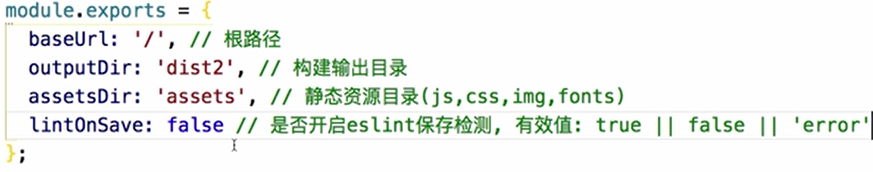 module.exports = {
baseUrl: '/', // 根路径
outputDir: 'dist2', // 构建输出目录
assetsDir: 'assets', // 静态资源目录(js,css,img,fonts)
lintOnSave: false // 是否开启eslint保存检测, 有效值: true || false || 'error'
};